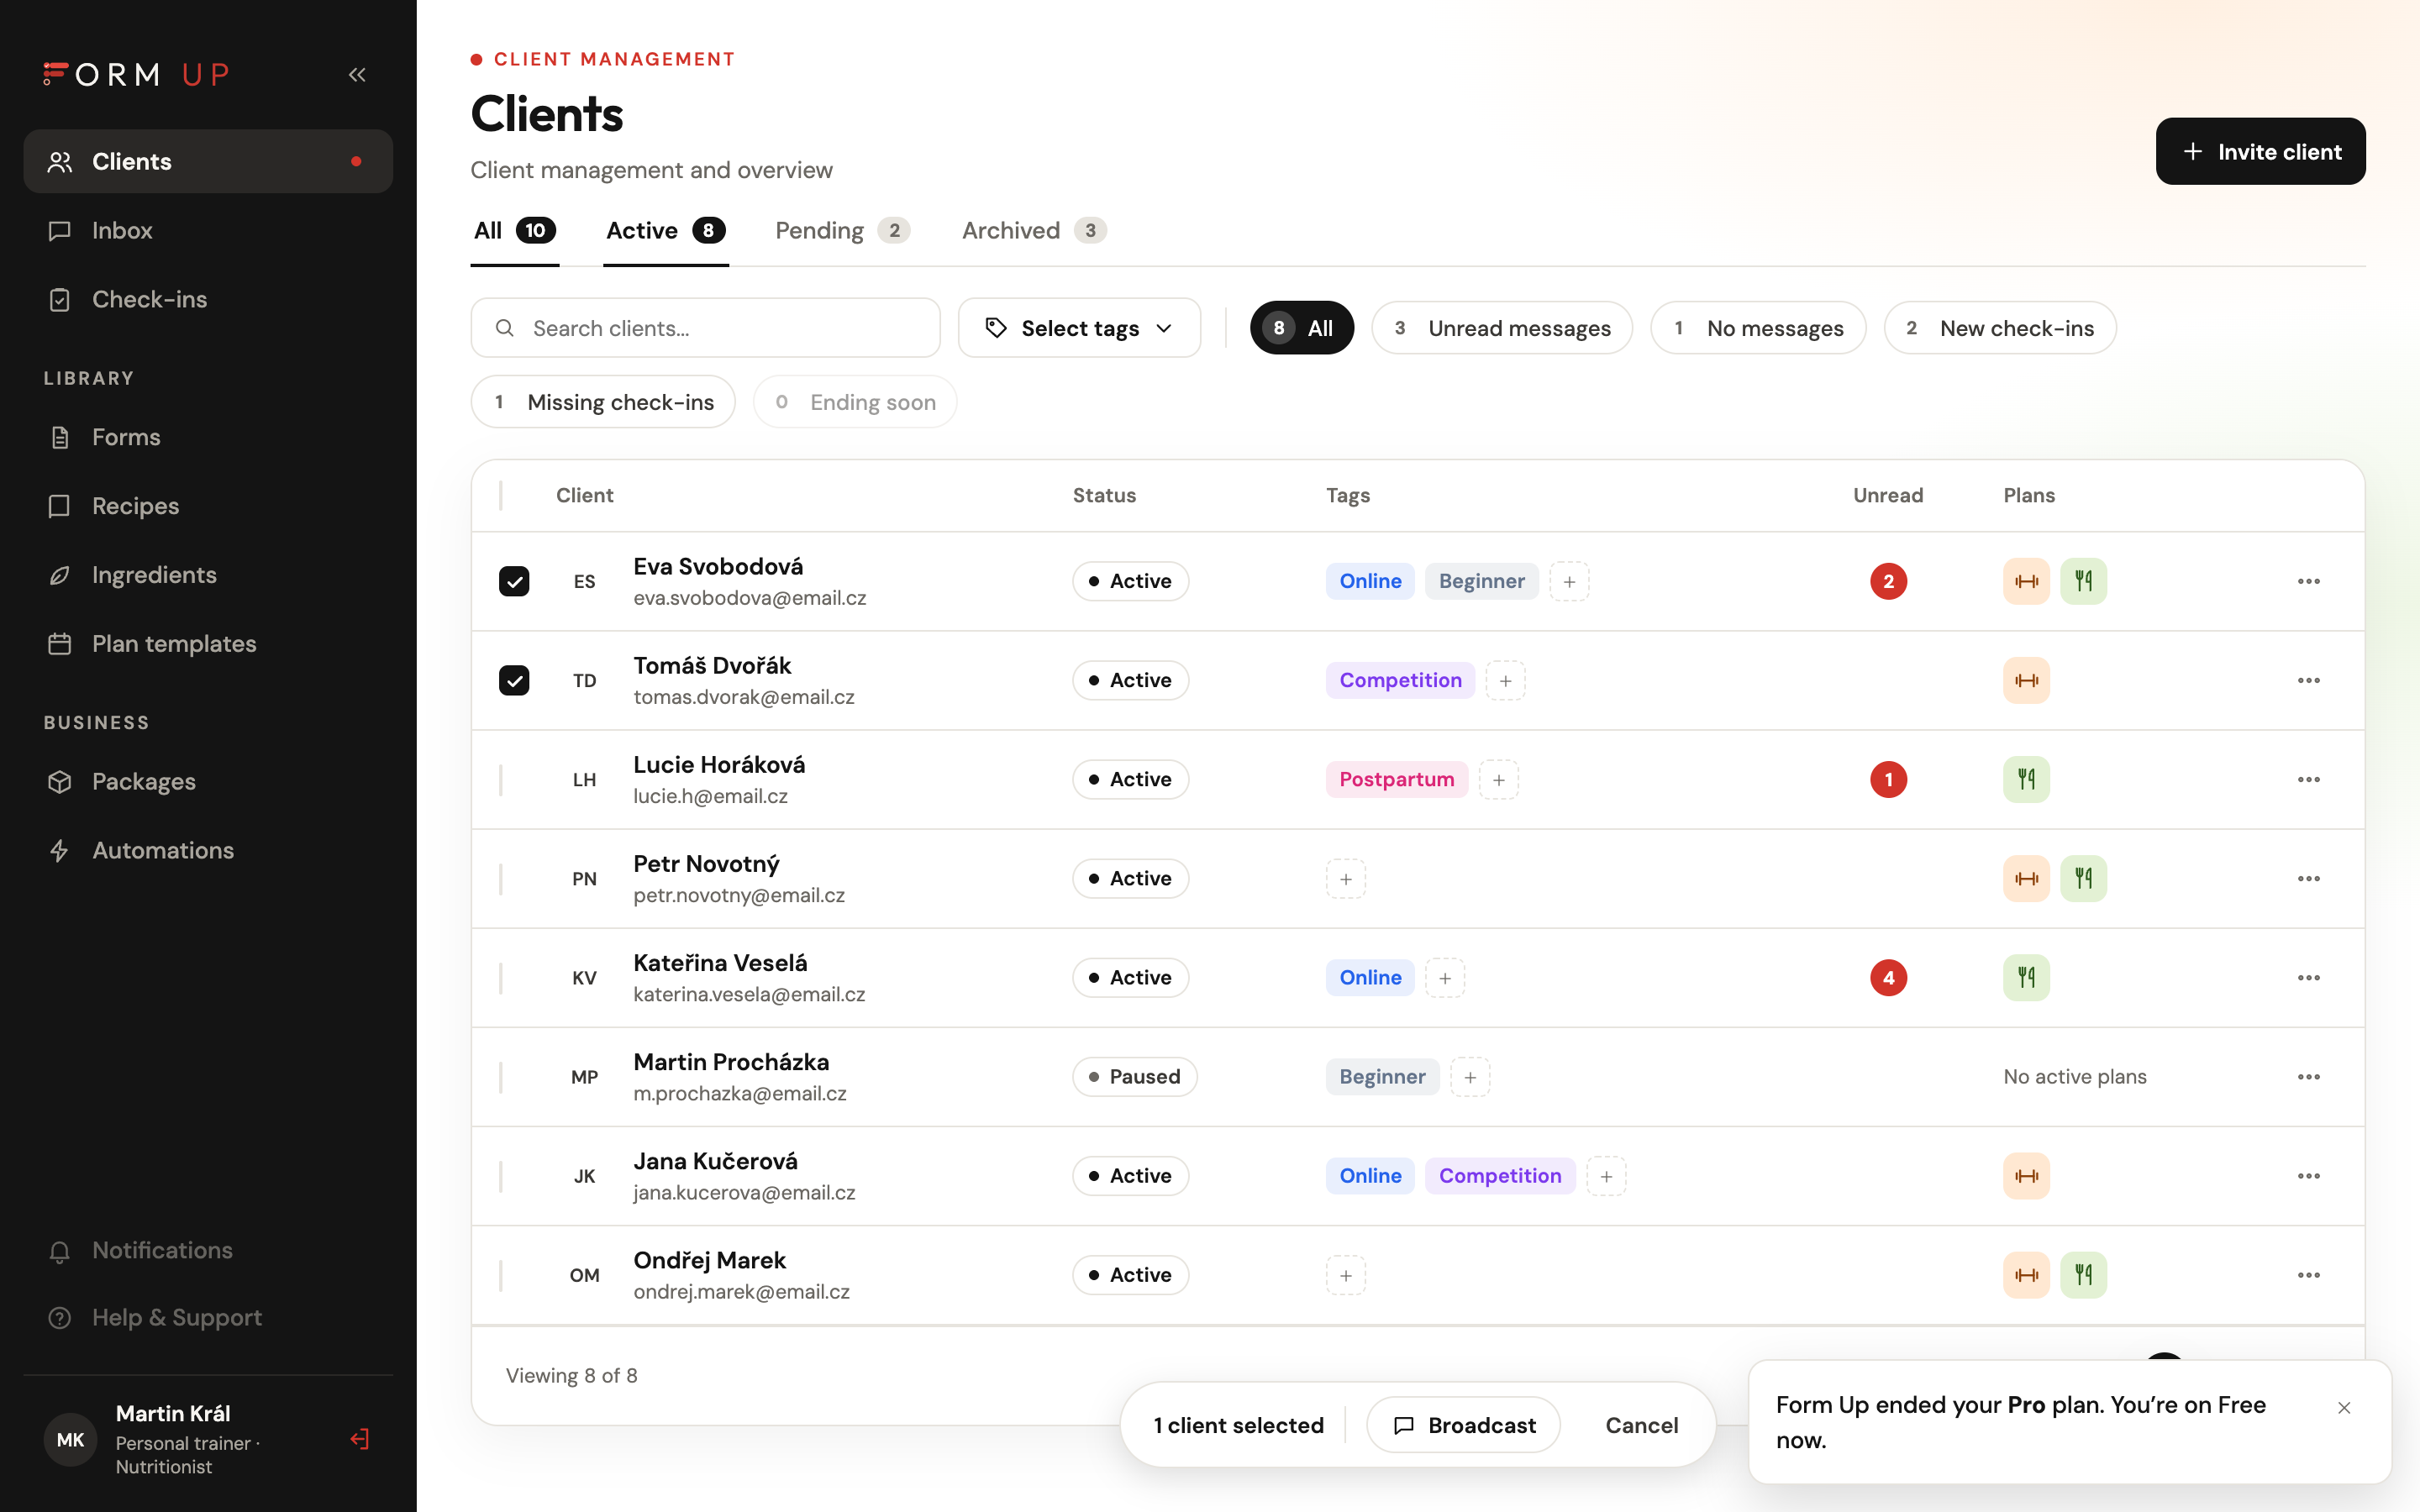 FORM UP
Clients
Inbox
Check-ins
LIBRARY
Forms
Recipes
Ingredients
Plan templates
BUSINESS
Packages
Automations
Notifications
Help & Support
MK
Martin Král
Personal trainer ·
Nutritionist
CLIENT MANAGEMENT
Clients
Client management and overview
Invite client
All 10 Active 8 Pending 2 Archived 3
Search clients... Select tags 8 All 3 Unread messages 1 No messages 2 New check-ins
1 Missing check-ins 0 Ending soon
Client Status Tags Unread Plans
ES Eva Svobodová Active Online Beginner + 2
eva.svobodova@email.cz
TD Tomáš Dvořák Active Competition +
tomas.dvorak@email.cz
LH Lucie Horáková Active Postpartum + 1
lucie.h@email.cz
PN Petr Novotný Active +
petr.novotny@email.cz
KV Kateřina Veselá Active Online + 4
katerina.vesela@email.cz
MP Martin Procházka Paused Beginner + No active plans
m.prochazka@email.cz
JK Jana Kučerová Active Online Competition +
jana.kucerova@email.cz
OM Ondřej Marek Active +
ondrej.marek@email.cz
Viewing 8 of 8
1 client selected Broadcast Cancel
Form Up ended your Pro plan. You’re on Free
now.